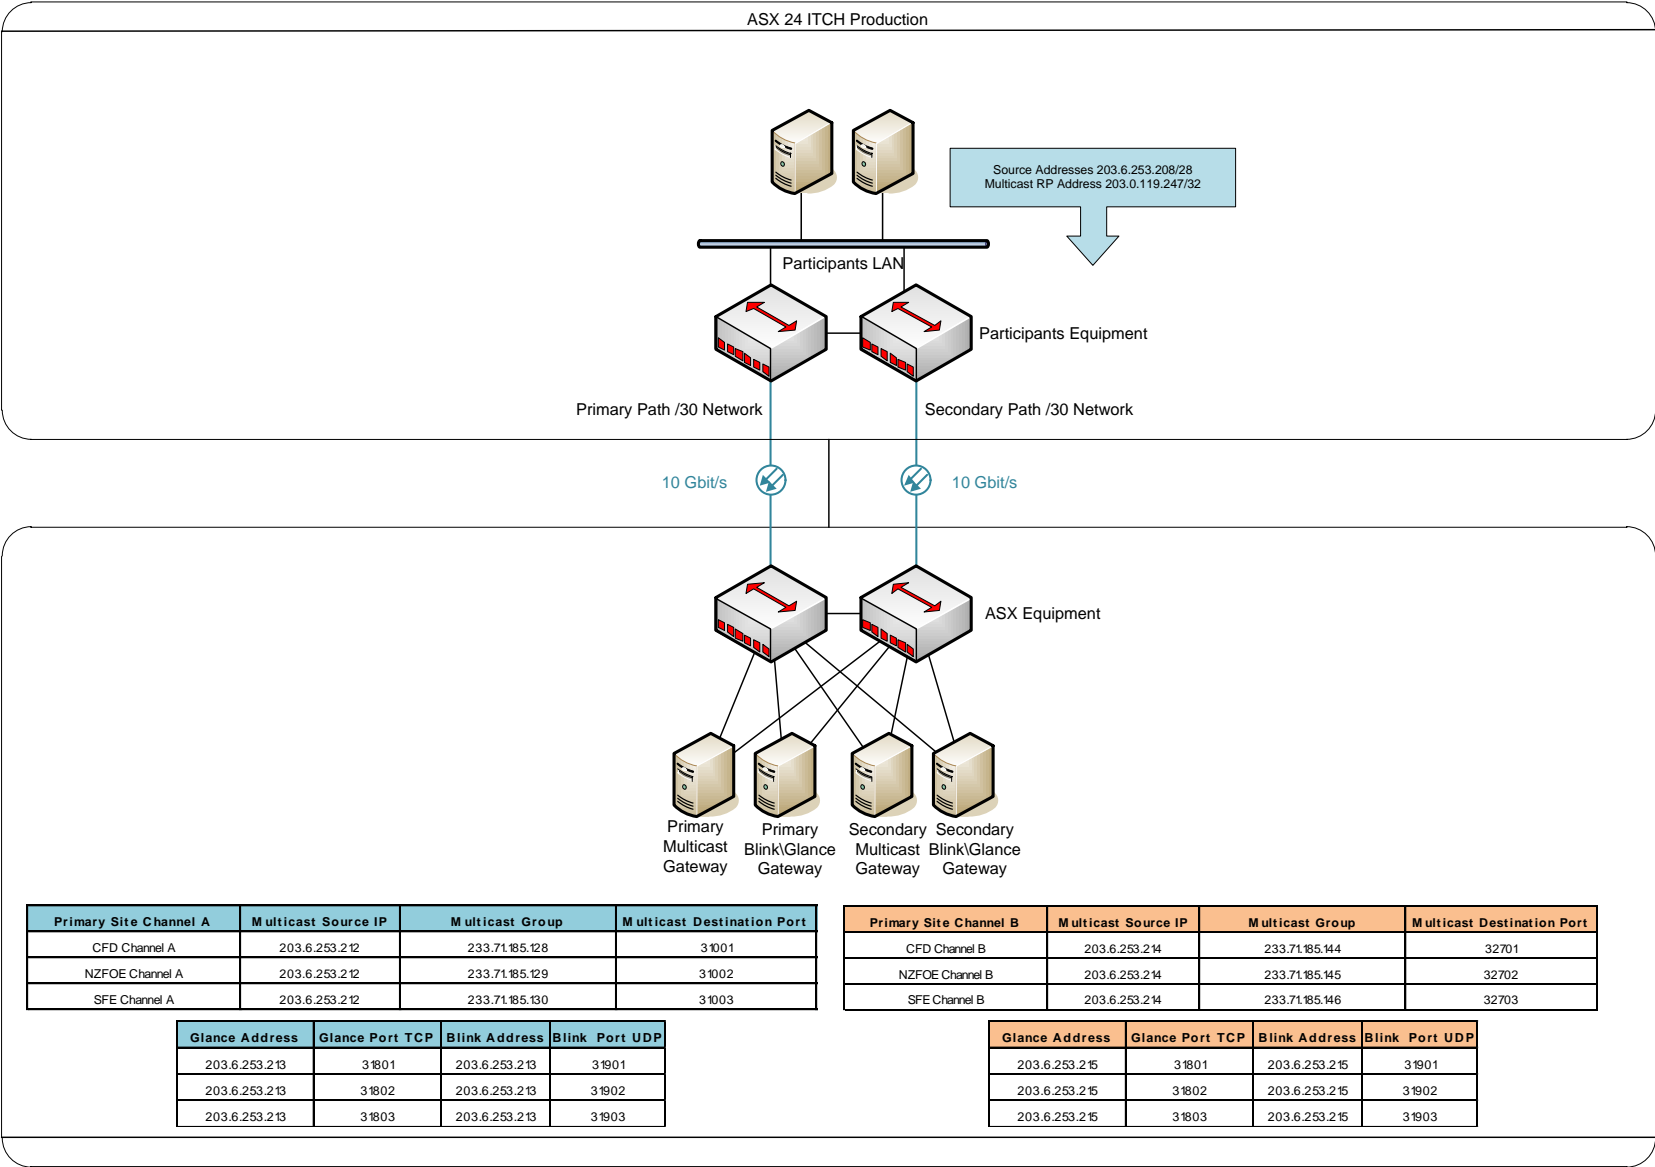 ASX 24 ITCH Production
Source Addresses 203.6.253.208/28
Multicast RP Address 203.0.119.247/32
Participants LAN
Participants Equipment
Primary Path /30 Network
Secondary Path /30 Network
10 Gbit/s
10 Gbit/s
ASX Equipment
Primary
Multicast
Gateway
Primary
Blink\Glance
Gateway
Secondary
Multicast
Gateway
Secondary
Blink\Glance
Gateway
Primary Site Channel A Multicast Source IP Multicast Group Multicast Destination Port
CFD Channel A 203.6.253.212 233.71.185.128 31001
NZFOE Channel A 203.6.253.212 233.71.185.129 31002
SFE Channel A 203.6.253.212 233.71.185.130 31003
Primary Site Channel B Multicast Source IP Multicast Group Multicast Destination Port
CFD Channel B 203.6.253.214 233.71.185.144 32701
NZFOE Channel B 203.6.253.214 233.71.185.145 32702
SFE Channel B 203.6.253.214 233.71.185.146 32703
Glance Address Glance Port TCP Blink Address Blink Port UDP
203.6.253.213 31801 203.6.253.213 31901
203.6.253.213 31802 203.6.253.213 31902
203.6.253.213 31803 203.6.253.213 31903
Glance Address Glance Port TCP Blink Address Blink Port UDP
203.6.253.215 31801 203.6.253.215 31901
203.6.253.215 31802 203.6.253.215 31902
203.6.253.215 31803 203.6.253.215 31903